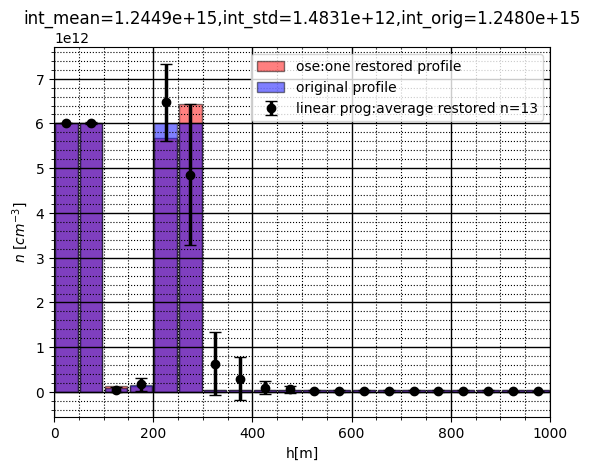 int_mean=1.2449e+15,int_std=1.4831e+12,int_orig=1.2480e+15
1e12
ose:one restored profile
original profile
linear prog:average restored n=13
7
6
5
4
3
2
1
0
n [cm⁻³]
0 200 400 600 800 1000
h[m]